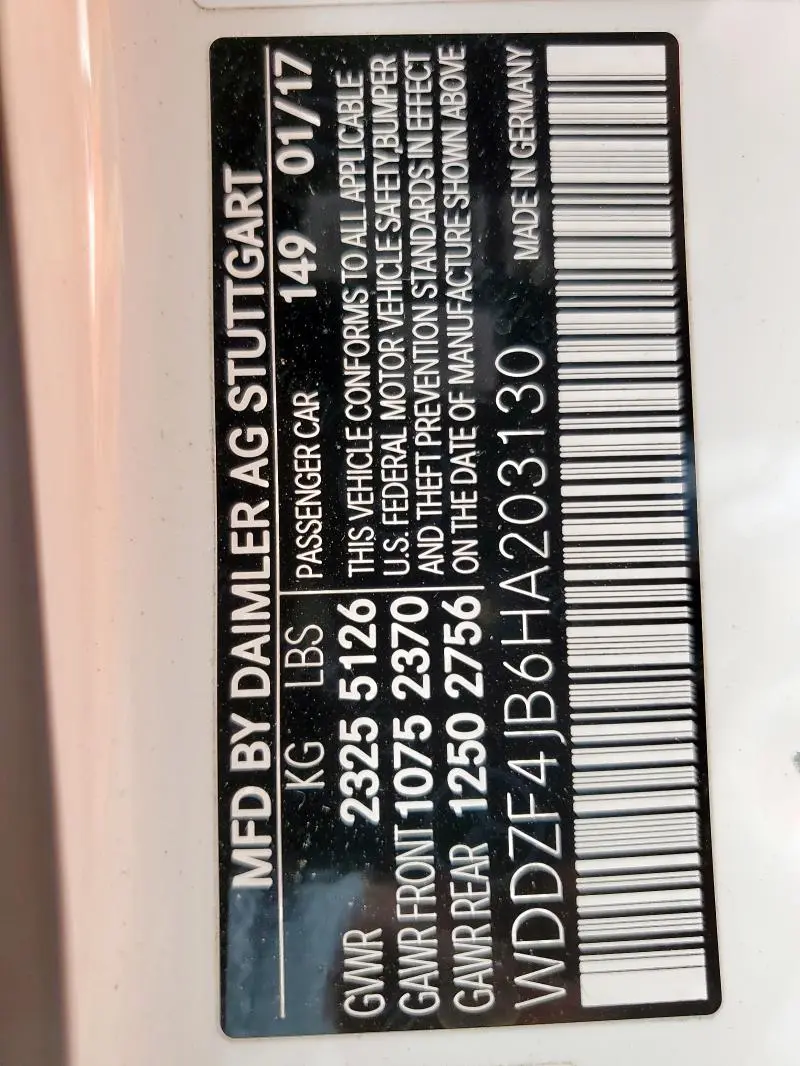 MFD BY DAIMLER AG STUTTGART
KG LBS PASSENGER CAR 149 01/17
GVWR 2325 5126 THIS VEHICLE CONFORMS TO ALL APPLICABLE
GAWR FRONT 1075 2370 U.S. FEDERAL MOTOR VEHICLE SAFETY,BUMPER
AND THEFT PREVENTION STANDARDS IN EFFECT
GAWR REAR 1250 2756 ON THE DATE OF MANUFACTURE SHOWN ABOVE
WDDZF4JB6HA203130 MADE IN GERMANY